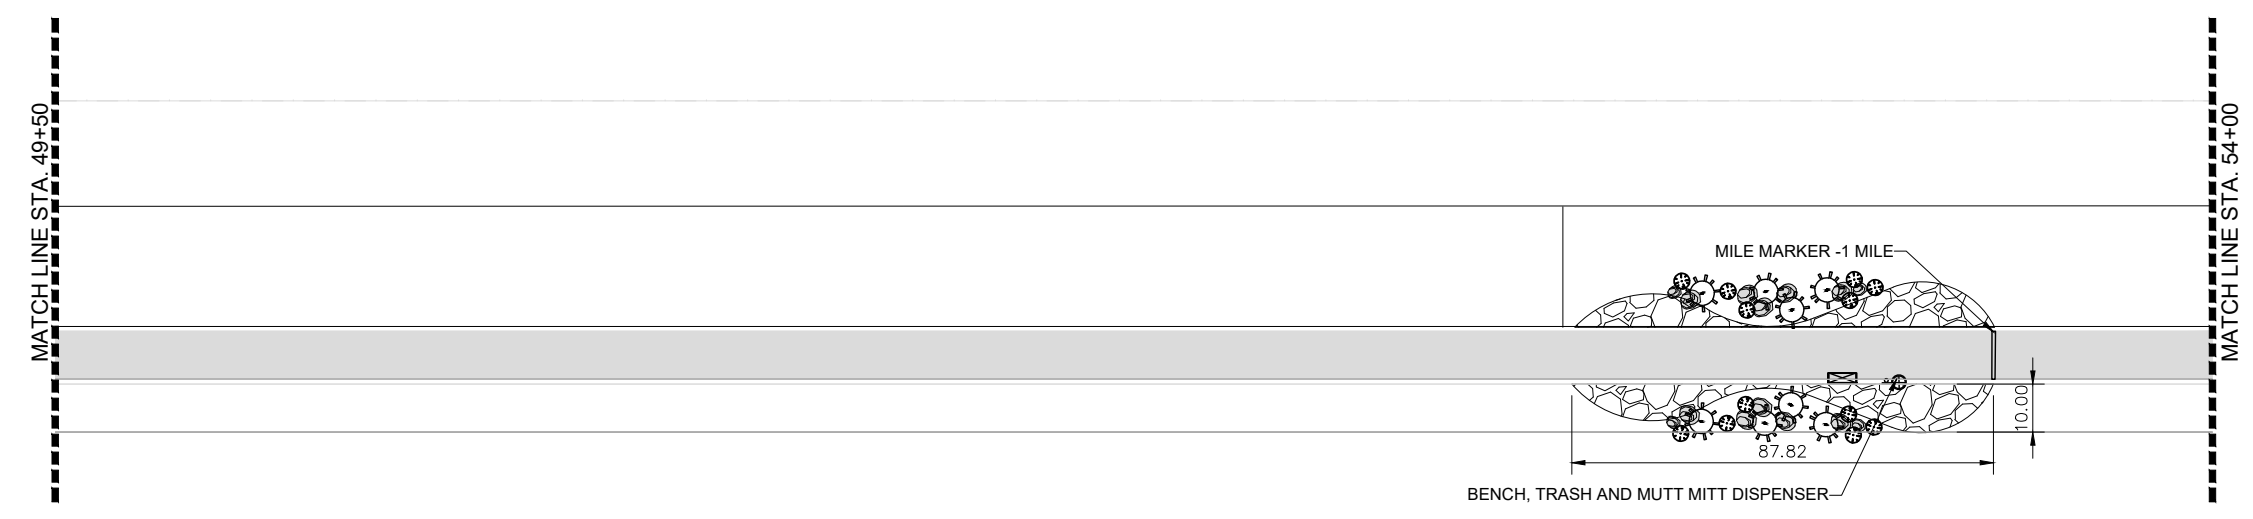 MATCH LINE STA. 49+50
MILE MARKER -1 MILE
10.00
87.82
BENCH, TRASH AND MUTT MITT DISPENSER
MATCH LINE STA. 54+00